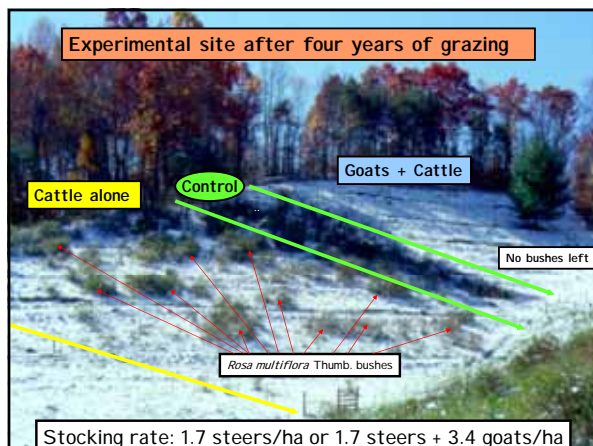 Experimental site after four years of grazing
Goats + Cattle
Control
Cattle alone
No bushes left
Rosa multiflora Thumb. bushes
Stocking rate: 1.7 steers/ha or 1.7 steers + 3.4 goats/ha